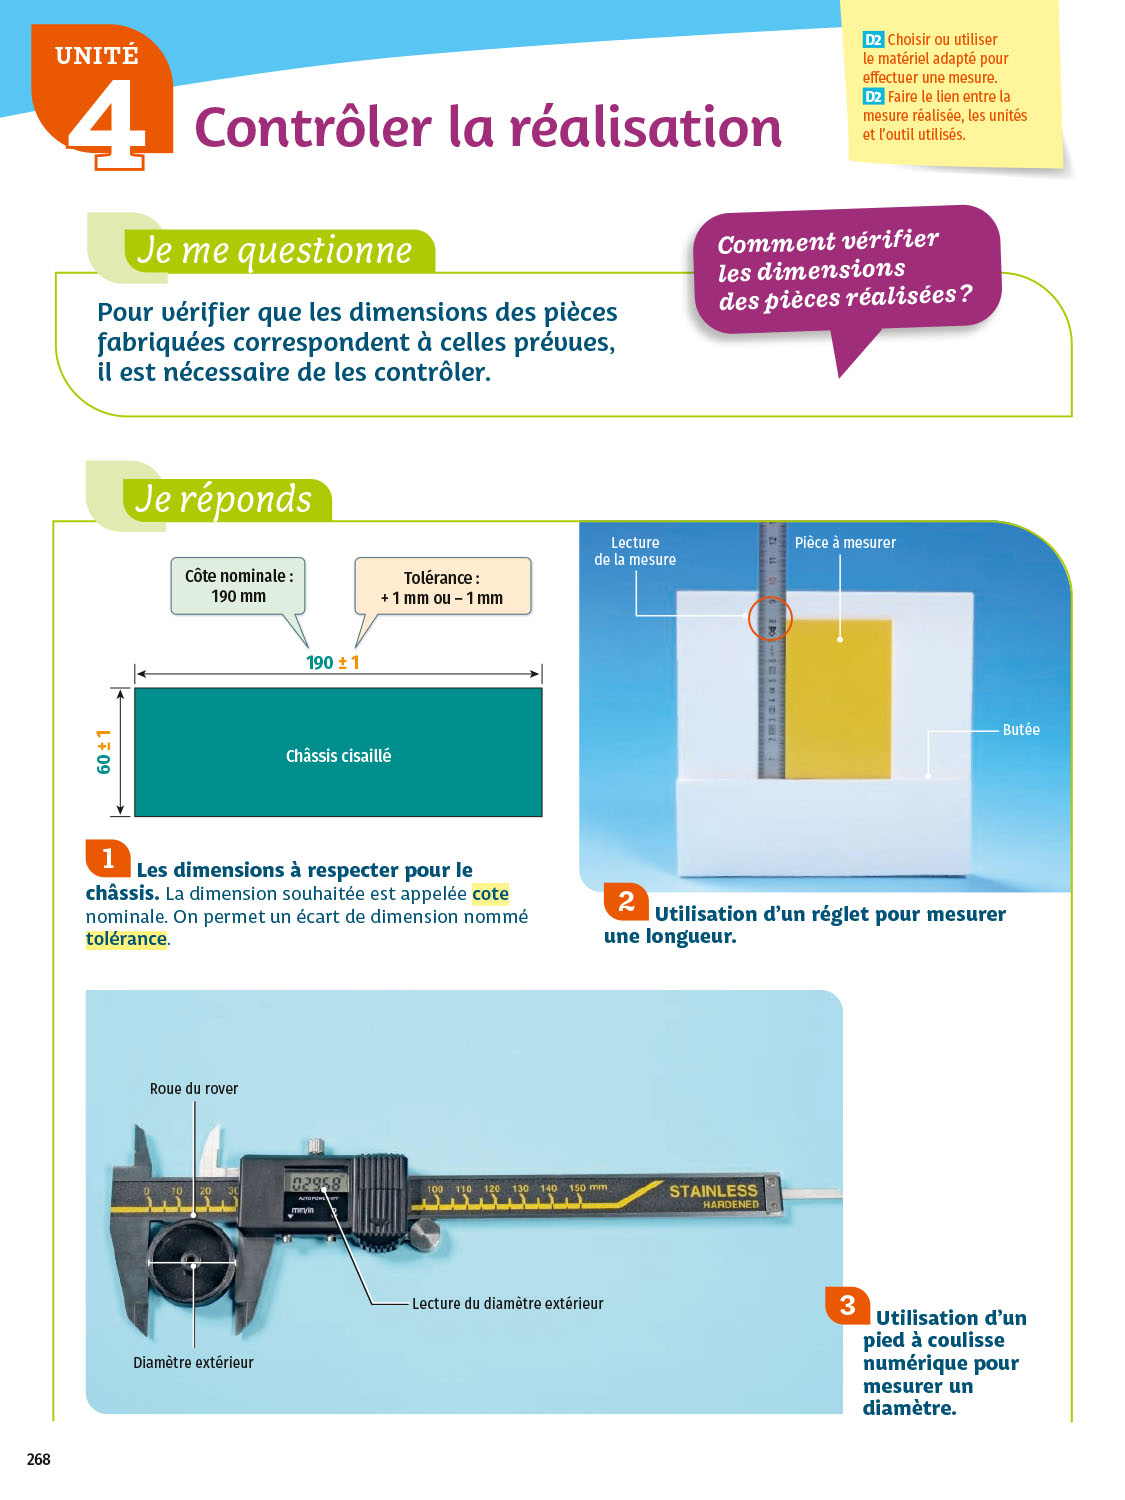 UNITÉ
4
Contrôler la réalisation
D2 Choisir ou utiliser
le matériel adapté pour
effectuer une mesure.
D2 Faire le lien entre la
mesure réalisée, les unités
et l'outil utilisés.
Je me questionne
Comment vérifier
les dimensions
des pièces réalisées ?
Pour vérifier que les dimensions des pièces
fabriquées correspondent à celles prévues,
il est nécessaire de les contrôler.
Je réponds
Côte nominale :
190 mm
Tolérance :
+ 1 mm ou – 1 mm
190 ± 1
60 ± 1
Châssis cisaillé
1 Les dimensions à respecter pour le
châssis. La dimension souhaitée est appelée cote
nominale. On permet un écart de dimension nommé
tolérance.
Lecture
de la mesure
Pièce à mesurer
Butée
2 Utilisation d'un réglet pour mesurer
une longueur.
Roue du rover
0 10 20 30
02958
AUTO POWER OFF
mm/in
100 110 120 130 140 150 mm
STAINLESS
HARDENED
Lecture du diamètre extérieur
Diamètre extérieur
3 Utilisation d'un
pied à coulisse
numérique pour
mesurer un
diamètre.
268